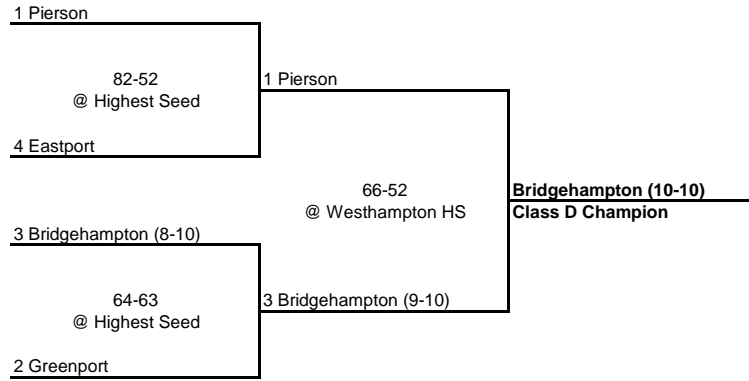 1 Pierson
82-52
@ Highest Seed
1 Pierson
4 Eastport
66-52
@ Westhampton HS
Bridgehampton (10-10)
Class D Champion
3 Bridgehampton (8-10)
64-63
@ Highest Seed
3 Bridgehampton (9-10)
2 Greenport